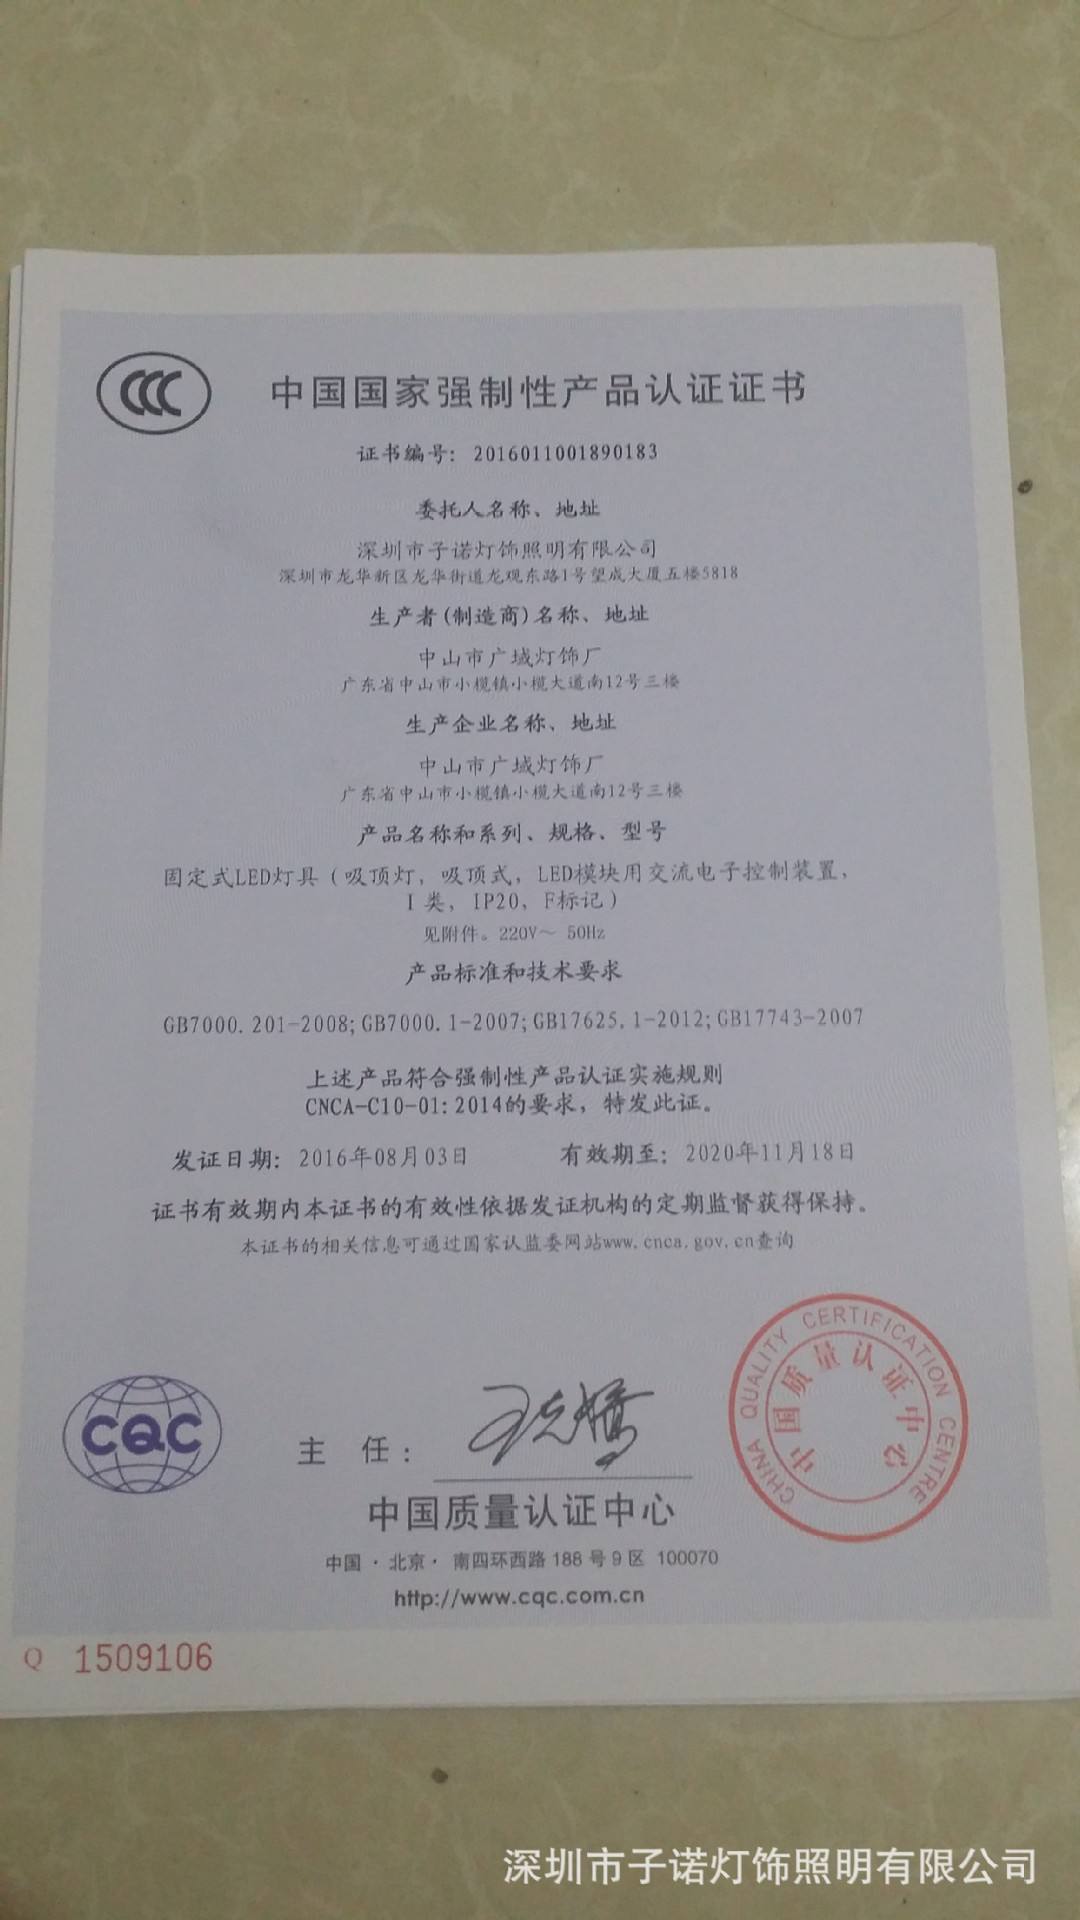 中国国家强制性产品认证证书
证书编号: 2016011001890183
委托人名称、地址
深圳市子诺灯饰照明有限公司
深圳市龙华新区龙华街道龙观东路1号望成大厦五楼5818
生产者(制造商)名称、地址
中山市广域灯饰厂
广东省中山市小榄镇小榄大道南12号三楼
生产企业名称、地址
中山市广域灯饰厂
广东省中山市小榄镇小榄大道南12号三楼
产品名称和系列、规格、型号
固定式LED灯具(吸顶灯, 吸顶式, LED模块用交流电子控制装置,
I 类, IP20, F标记)
见附件。220V~ 50Hz
产品标准和技术要求
GB7000.201-2008;GB7000.1-2007;GB17625.1-2012;GB17743-2007
上述产品符合强制性产品认证实施规则
CNCA-C10-01:2014的要求, 特发此证。
发证日期: 2016年08月03日 有效期至: 2020年11月18日
证书有效期内本证书的有效性依据发证机构的定期监督获得保持。
本证书的相关信息可通过国家认监委网站www.cnca.gov.cn查询
CHINA QUALITY CERTIFICATION CENTRE
中国质量认证中心
CQC
主 任:
中国质量认证中心
中国·北京· 南四环西路 188 号 9 区 100070
http://www.cqc.com.cn
Q 1509106
深圳市子诺灯饰照明有限公司